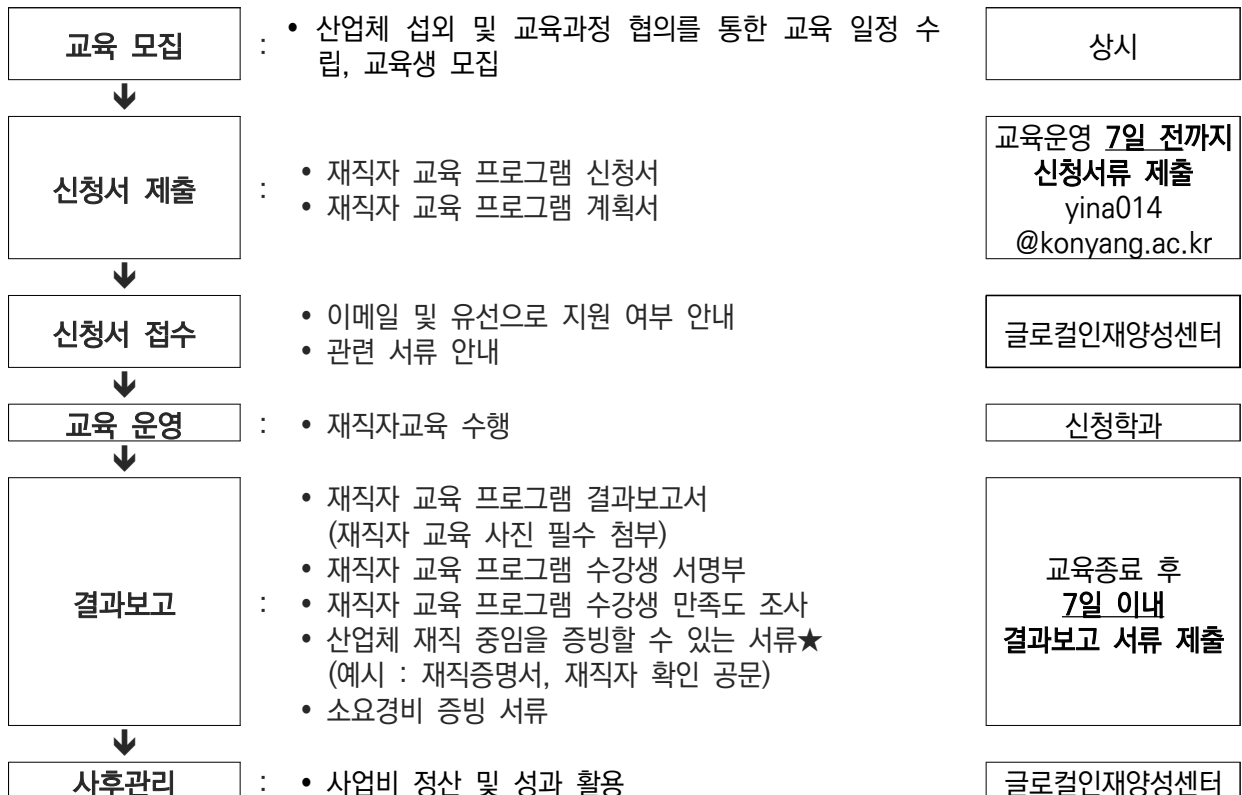 교육 모집 : • 산업체 섭외 및 교육과정 협의를 통한 교육 일정 수 상시
립, 교육생 모집
🡻
신청서 제출 : • 재직자 교육 프로그램 신청서
• 재직자 교육 프로그램 계획서
교육운영 7일 전까지
신청서류 제출
yina014
@konyang.ac.kr
🡻
신청서 접수 • 이메일 및 유선으로 지원 여부 안내
• 관련 서류 안내
글로컬인재양성센터
🡻
교육 운영 : • 재직자교육 수행 신청학과
🡻
결과보고 : • 재직자 교육 프로그램 결과보고서
(재직자 교육 사진 필수 첨부)
• 재직자 교육 프로그램 수강생 서명부
• 재직자 교육 프로그램 수강생 만족도 조사
• 산업체 재직 중임을 증빙할 수 있는 서류★
(예시 : 재직증명서, 재직자 확인 공문)
• 소요경비 증빙 서류
교육종료 후
7일 이내
결과보고 서류 제출
🡻
사후관리 : • 사업비 정산 및 성과 활용 글로컬인재양성센터